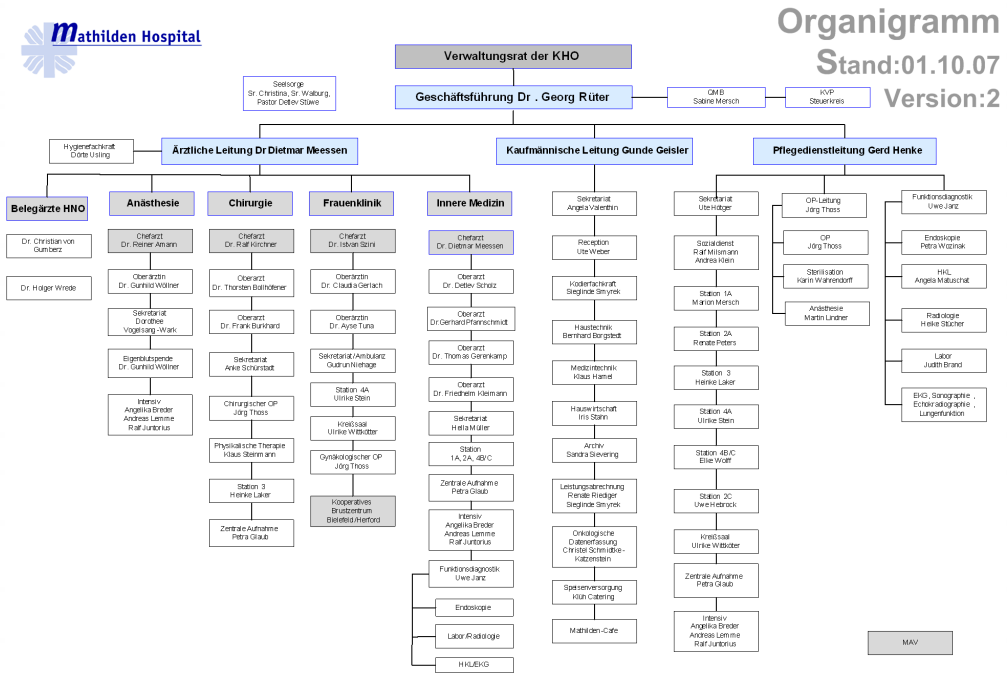 Mathilden Hospital
Organigramm
Stand:01.10.07
Version:2
Verwaltungsrat der KHO
Seelsorge
Sr. Christina, Sr. Walburg,
Pastor Detlev Stüwe
Geschäftsführung Dr . Georg Rüter
QMB
Sabine Mersch
KVP
Steuerkreis
Hygienefachkraft
Dörte Usling
Ärztliche Leitung Dr Dietmar Meessen
Kaufmännische Leitung Gunde Geisler
Pflegedienstleitung Gerd Henke
Belegärzte HNO
Dr. Christian von
Gumberz
Dr. Holger Wrede
Anästhesie
Chefarzt
Dr. Reiner Amann
Oberärztin
Dr. Gunhild Wöllner
Sekretariat
Dorothee
Vogelsang-Wark
Eigenblutspende
Dr. Gunhild Wöllner
Intensiv
Angelika Breder
Andreas Lemme
Ralf Juntorius
Chirurgie
Chefarzt
Dr. Ralf Kirchner
Oberarzt
Dr. Thorsten Bollhöfener
Oberarzt
Dr. Frank Burkhard
Sekretariat
Anke Schürstadt
Chirurgischer OP
Jörg Thoss
Physikalische Therapie
Klaus Steinmann
Station 3
Heinke Laker
Zentrale Aufnahme
Petra Glaub
Frauenklinik
Chefarzt
Dr. Istvan Szini
Oberärztin
Dr. Claudia Gerlach
Oberärztin
Dr. Ayse Tuna
Sekretariat/Ambulanz
Gudrun Niehage
Station 4A
Ulrike Stein
Kreißsaal
Ulrike Wittkötter
Gynäkologischer OP
Jörg Thoss
Kooperatives
Brustzentrum
Bielefeld/Herford
Innere Medizin
Chefarzt
Dr. Dietmar Meessen
Oberarzt
Dr. Detlev Scholz
Oberarzt
Dr.Gerhard Pfannschmidt
Oberarzt
Dr. Thomas Gerenkamp
Oberarzt
Dr. Friedhelm Kleimann
Sekretariat
Hella Müller
Station
1A, 2A, 4B/C
Zentrale Aufnahme
Petra Glaub
Intensiv
Angelika Breder
Andreas Lemme
Ralf Juntorius
Funktionsdiagnostik
Uwe Janz
Endoskopie
Labor/Radiologie
HKL/EKG
Sekretariat
Angela Valenthin
Reception
Ute Weber
Kodierfachkraft
Sieglinde Smyrek
Haustechnik
Bernhard Borgstedt
Medizintechnik
Klaus Hamel
Hauswirtschaft
Iris Stahn
Archiv
Sandra Sievering
Leistungsabrechnung
Renate Riediger
Sieglinde Smyrek
Onkologische
Datenerfassung
Christel Schmidtke-
Katzenstein
Speisenversorgung
Klüh Catering
Mathilden-Cafe
Sekretariat
Ute Hötger
Sozialdienst
Ralf Milsmann
Andrea Klein
Station 1A
Marion Mersch
Station 2A
Renate Peters
Station 3
Heinke Laker
Station 4A
Ulrike Stein
Station 4B/C
Elke Wolff
Station 2C
Uwe Hebrock
Kreißsaal
Ulrike Wittköter
Zentrale Aufnahme
Petra Glaub
Intensiv
Angelika Breder
Andreas Lemme
Ralf Juntorius
OP-Leitung
Jörg Thoss
OP
Jörg Thoss
Sterilisation
Karin Wahrendorff
Anästhesie
Martin Lindner
Funktionsdiagnostik
Uwe Janz
Endoskopie
Petra Wozniak
HKL
Angela Matuschat
Radiologie
Heike Stücher
Labor
Judith Brand
EKG, Sonographie ,
Echokradiographie ,
Lungenfunktion
MAV